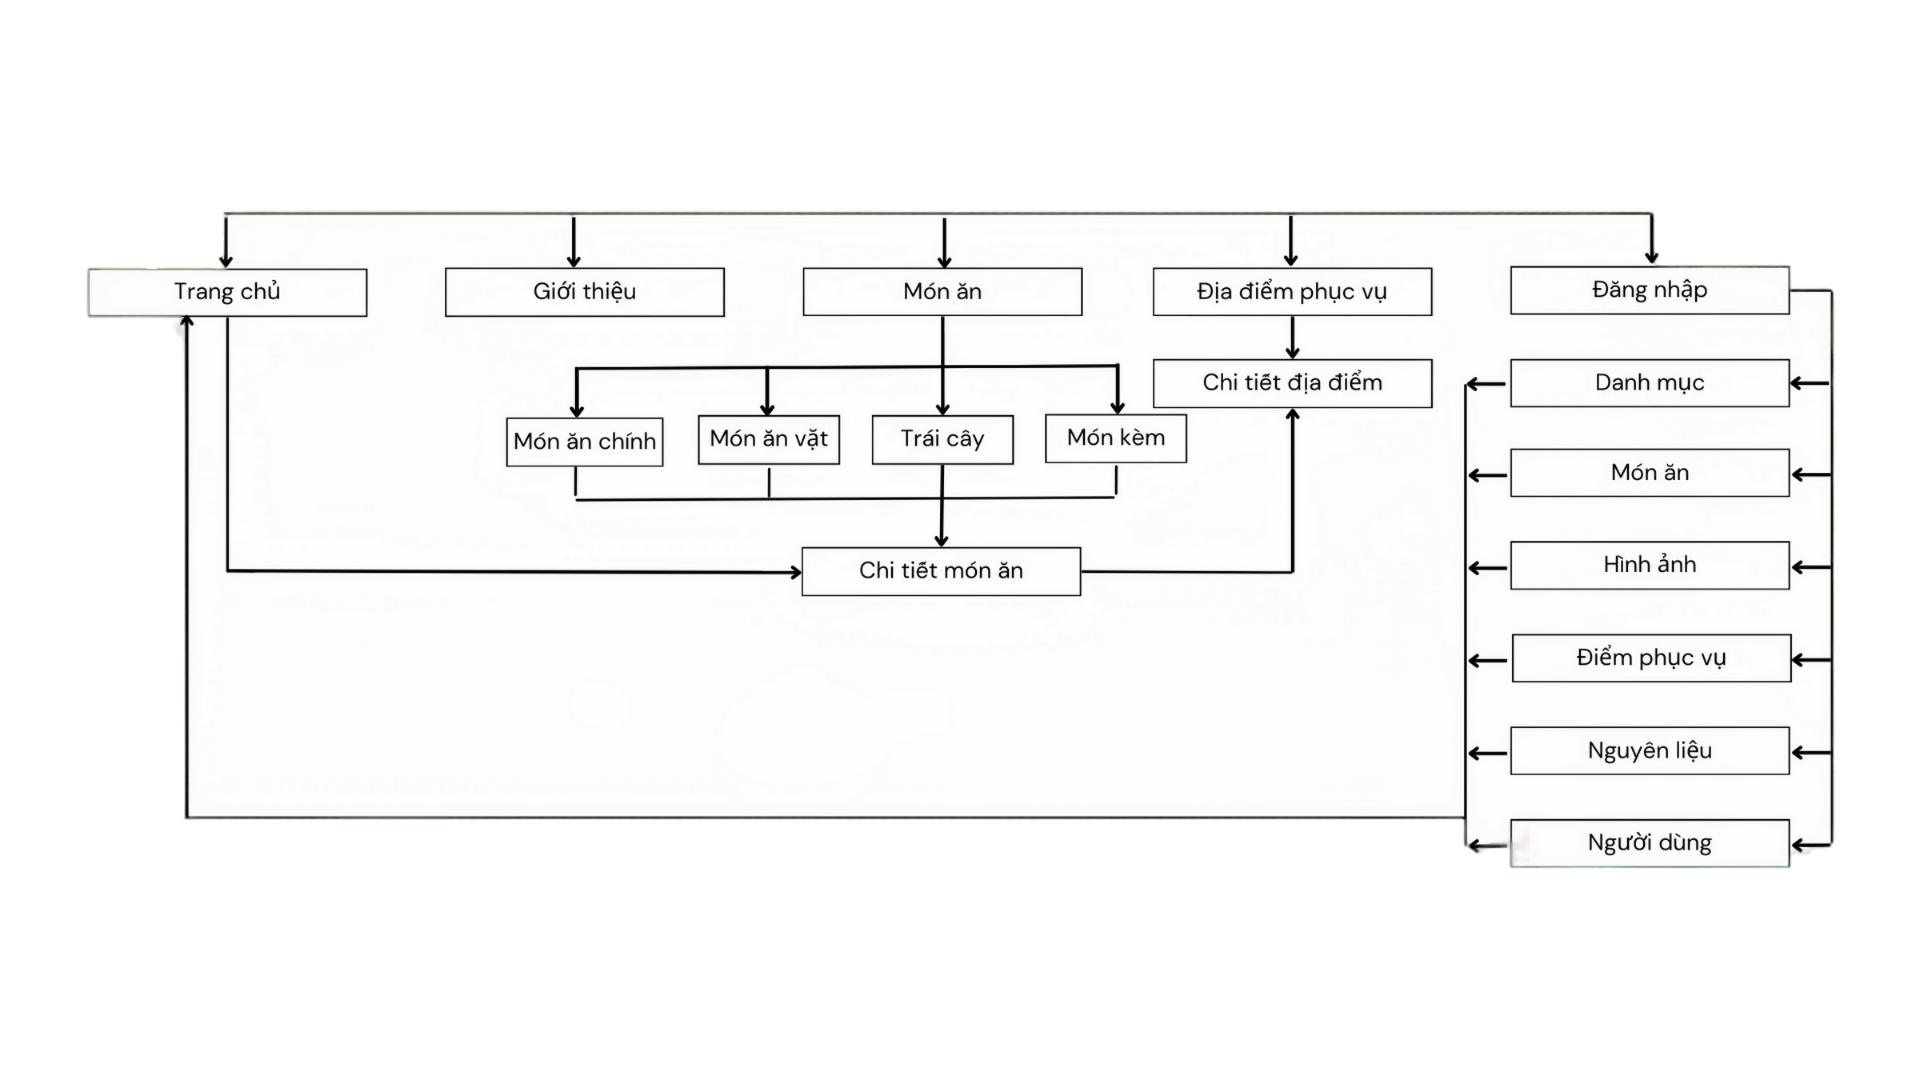 Trang chủ
Giới thiệu
Món ăn
Địa điểm phục vụ
Đăng nhập
Chi tiết địa điểm
Danh mục
Món ăn chính
Món ăn vặt
Trái cây
Món kèm
Món ăn
Chi tiết món ăn
Hình ảnh
Điểm phục vụ
Nguyên liệu
Người dùng